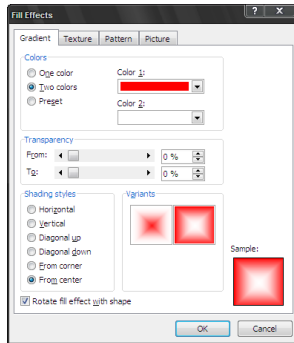 Fill Effects
Gradient Texture Pattern Picture
Colors
One color
Two colors
Preset
Color 1:
Color 2:
Transparency
From: 0 %
To: 0 %
Shading styles
Horizontal
Vertical
Diagonal up
Diagonal down
From corner
From center
Variants
Sample:
Rotate fill effect with shape
OK Cancel